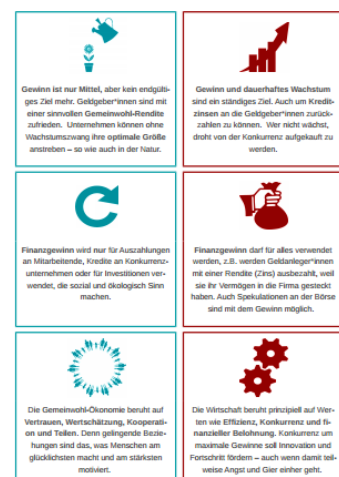 Gewinn ist nur Mittel, aber kein endgülti-
ges Ziel mehr. Geldgeber*innen sind mit
einer sinnvollen Gemeinwohl-Rendite
zufrieden. Unternehmen können ohne
Wachstumszwang ihre optimale Größe
anstreben – so wie auch in der Natur.
Gewinn und dauerhaftes Wachstum
sind ein ständiges Ziel. Auch um Kredit-
zinsen an die Geldgeber*innen zurück-
zahlen zu können. Wer nicht wächst,
droht von der Konkurrenz aufgekauft zu
werden.
Finanzgewinn wird nur für Auszahlungen
an Mitarbeitende, Kredite an Konkurrenz-
unternehmen oder für Investitionen ver-
wendet, die sozial und ökologisch Sinn
machen.
Finanzgewinn darf für alles verwendet
werden, z.B. werden Geldanleger*innen
mit einer Rendite (Zins) ausbezahlt, weil
sie ihr Vermögen in die Firma gesteckt
haben. Auch Spekulationen an der Börse
sind mit dem Gewinn möglich.
Die Gemeinwohl-Ökonomie beruht auf
Vertrauen, Wertschätzung, Kooperati-
on und Teilen. Denn gelingende Bezie-
hungen sind das, was Menschen am
glücklichsten macht und am stärksten
motiviert.
Die Wirtschaft beruht prinzipiell auf Wer-
ten wie Effizienz, Konkurrenz und fi-
nanzieller Belohnung. Konkurrenz um
maximale Gewinne soll Innovation und
Fortschritt fördern – auch wenn damit teil-
weise Angst und Gier einher geht.